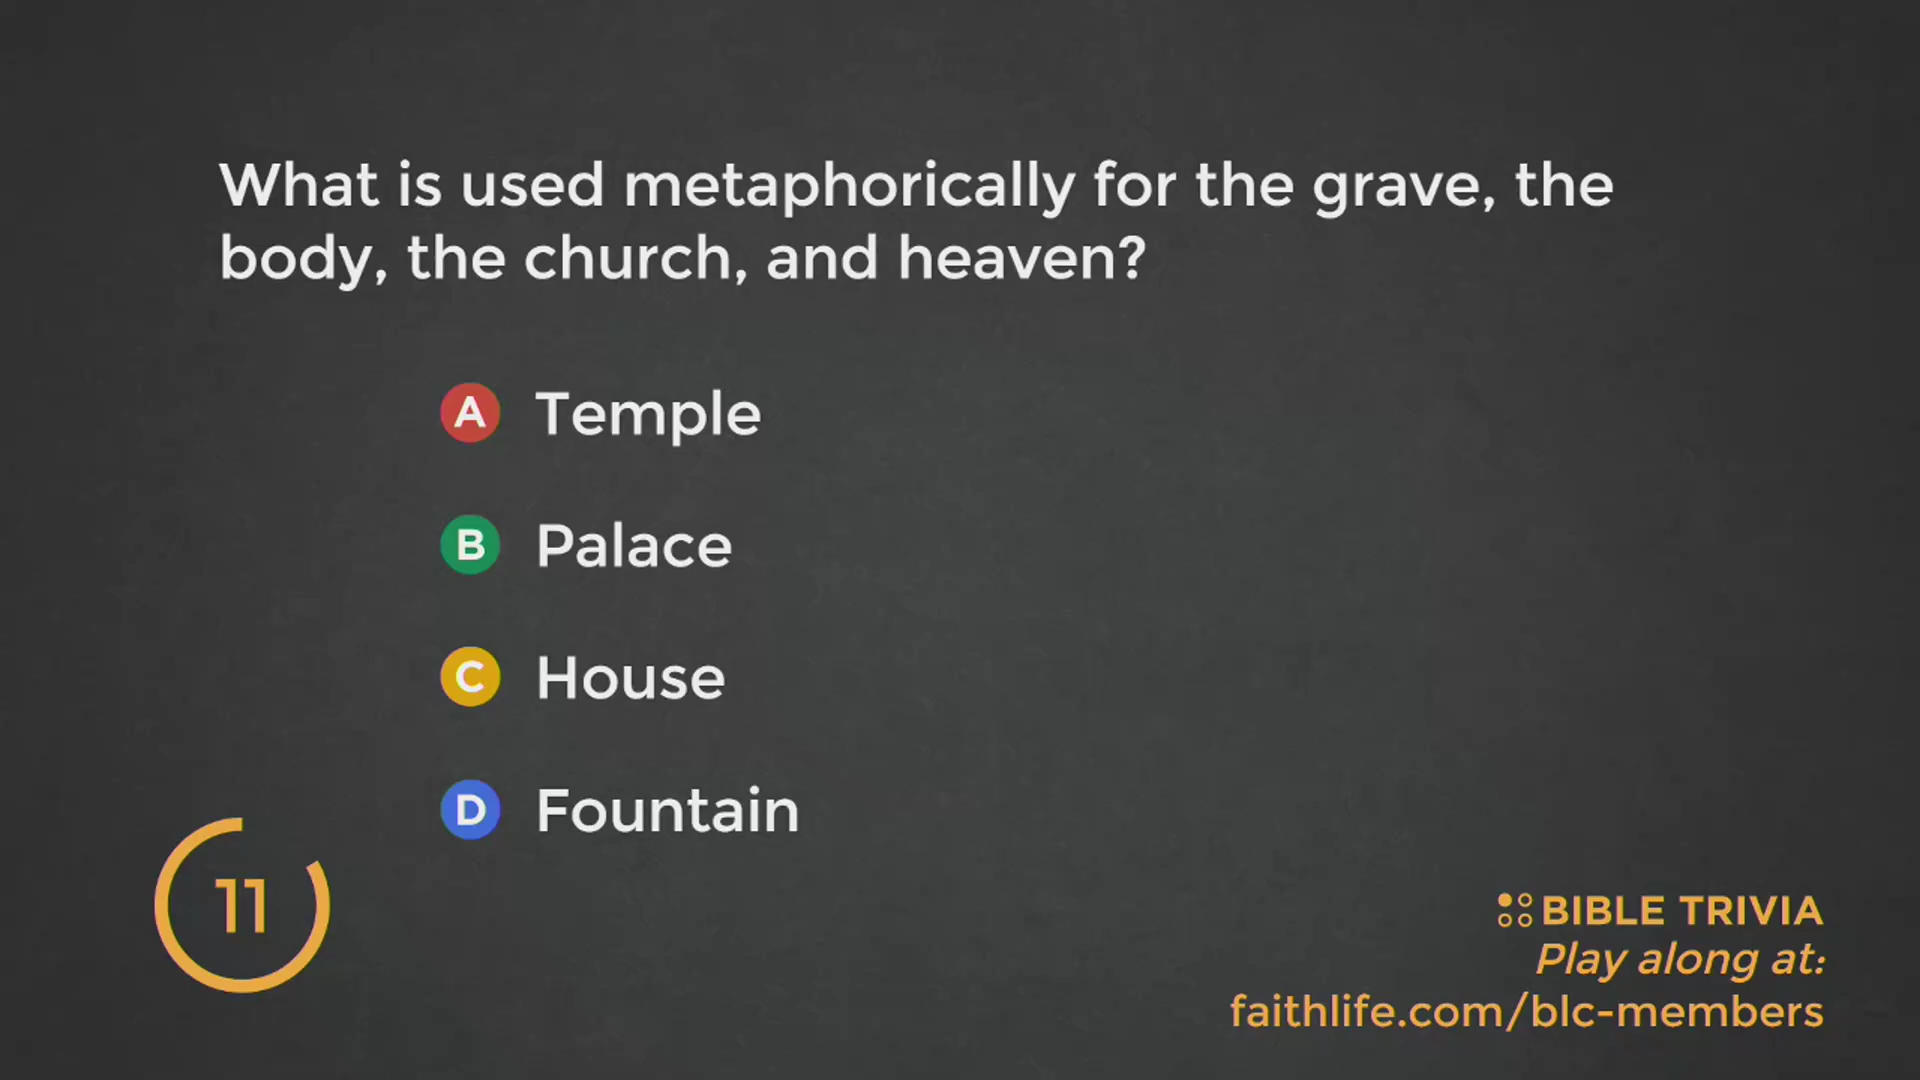 What is used metaphorically for the grave, the
body, the church, and heaven?
A Temple
B Palace
C House
D Fountain
11
BIBLE TRIVIA
Play along at:
faithlife.com/blc-members